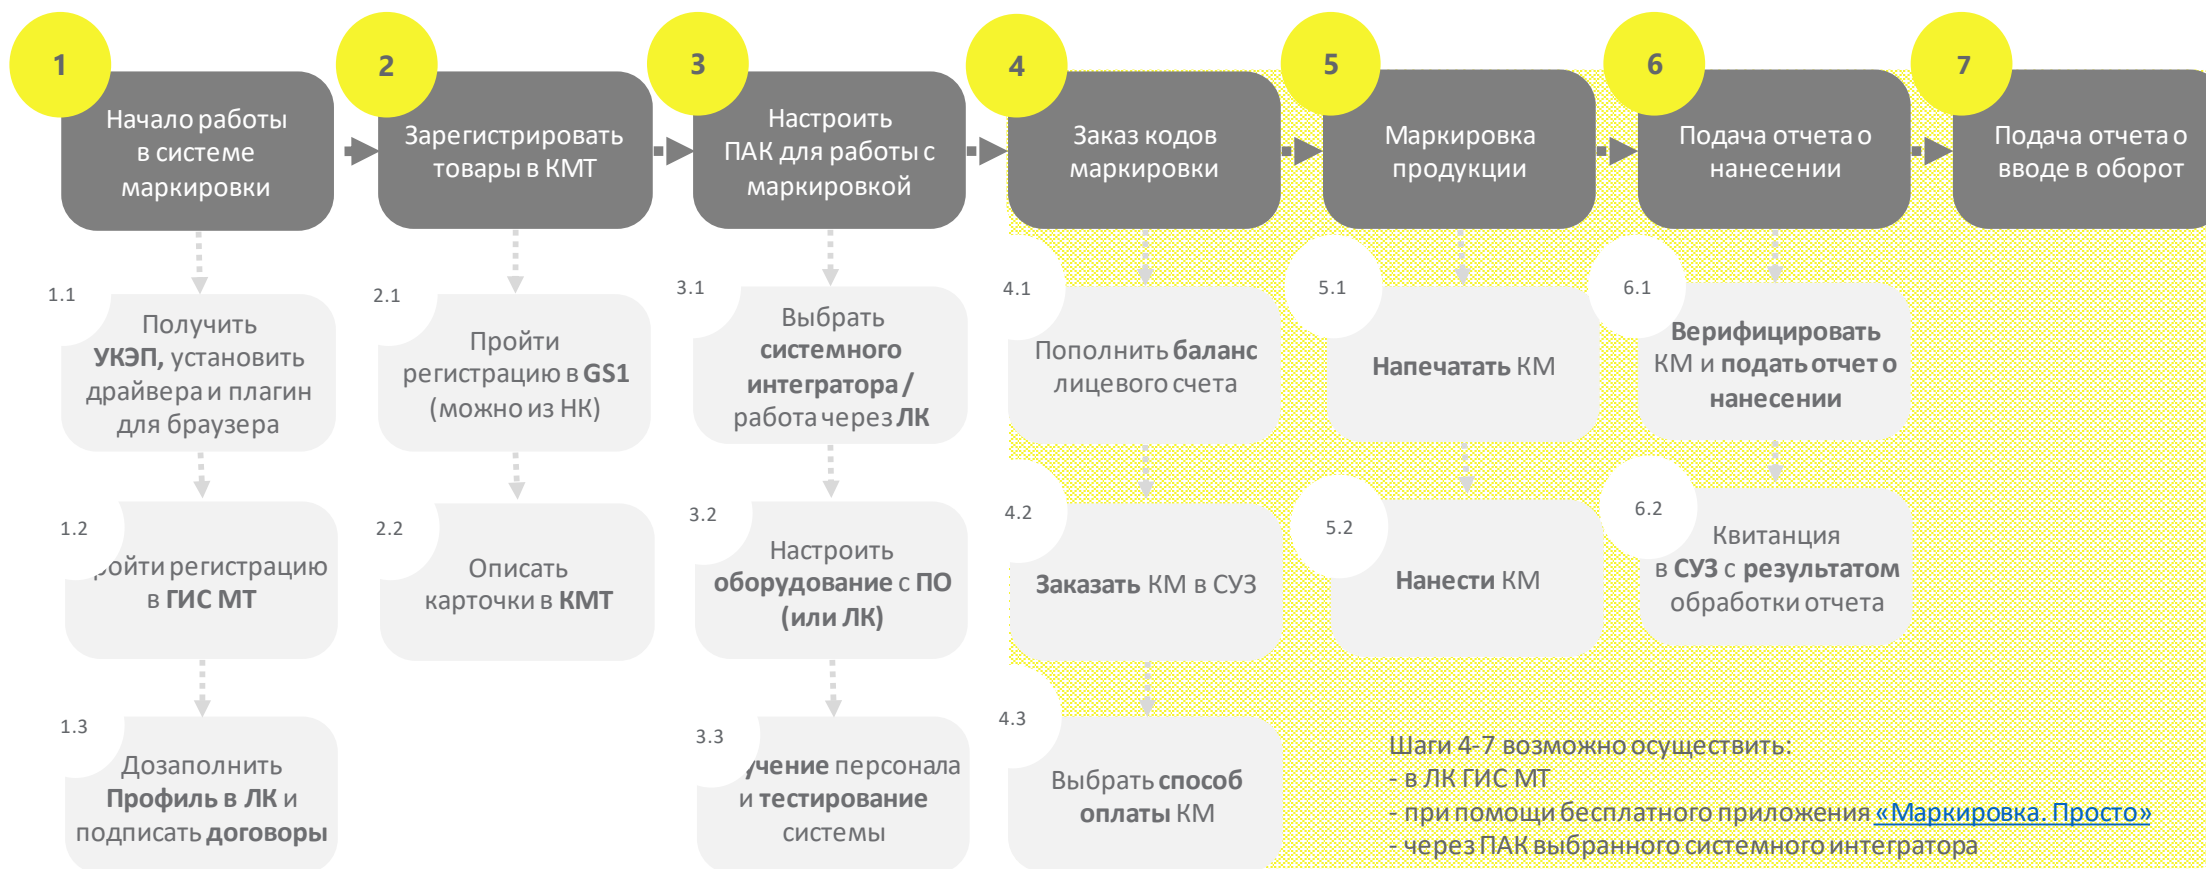 1
Начало работы
в системе
маркировки
2
Зарегистрировать
товары в КМТ
3
Настроить
ПАК для работы с
маркировкой
4
Заказ кодов
маркировки
5
Маркировка
продукции
6
Подача отчета о
нанесении
7
Подача отчета о
вводе в оборот
1.1
Получить
УКЭП, установить
драйвера и плагин
для браузера
1.2
ройти регистрацию
в ГИС МТ
1.3
Дозаполнить
Профиль в ЛК и
подписать договоры
2.1
Пройти
регистрацию в GS1
(можно из НК)
2.2
Описать
карточки в КМТ
3.1
Выбрать
системного
интегратора /
работа через ЛК
3.2
Настроить
оборудование с ПО
(или ЛК)
3.3
учение персонала
и тестирование
системы
4.1
Пополнить баланс
лицевого счета
4.2
Заказать КМ в СУЗ
4.3
Выбрать способ
оплаты КМ
5.1
Напечатать КМ
5.2
Нанести КМ
6.1
Верифицировать
КМ и подать отчет о
нанесении
6.2
Квитанция
в СУЗ с результатом
обработки отчета
Шаги 4-7 возможно осуществить:
- в ЛК ГИС МТ
- при помощи бесплатного приложения «Маркировка. Просто»
- через ПАК выбранного системного интегратора